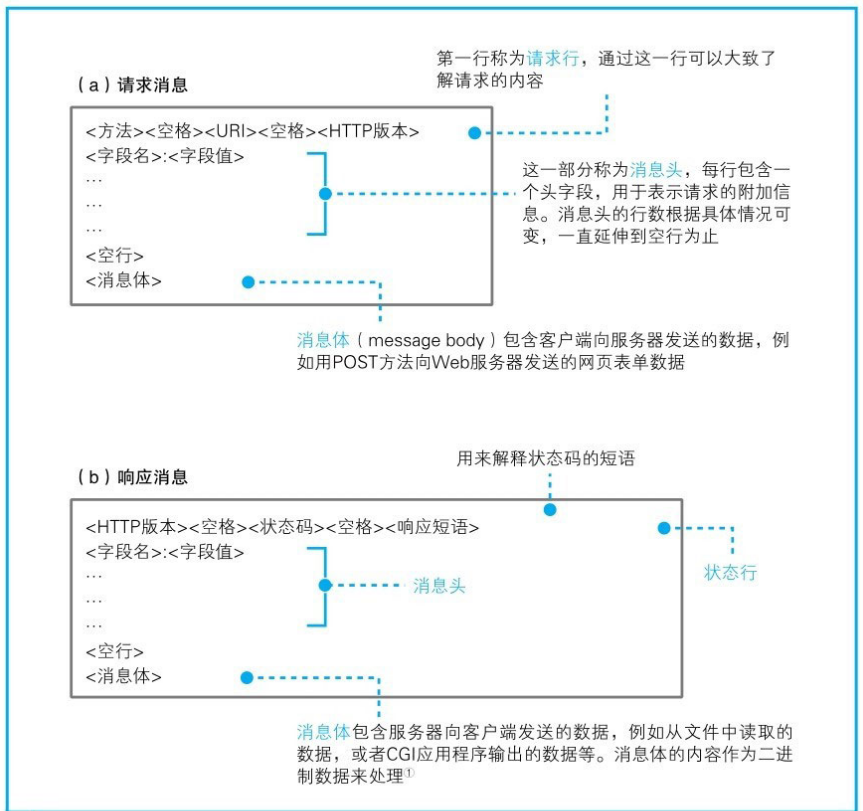 第一行称为请求行，通过这一行可以大致了
解请求的内容
（a）请求消息
<方法><空格><URI><空格><HTTP版本>
<字段名>:<字段值>
…
…
…
<空行>
<消息体>
这一部分称为消息头，每行包含一
个头字段，用于表示请求的附加信
息。消息头的行数根据具体情况可
变，一直延伸到空行为止
消息体（message body）包含客户端向服务器发送的数据，例
如用POST方法向Web服务器发送的网页表单数据
用来解释状态码的短语
（b）响应消息
<HTTP版本><空格><状态码><空格><响应短语>
<字段名>:<字段值>
…
…
…
<空行>
<消息体>
消息头
状态行
消息体包含服务器向客户端发送的数据，例如从文件中读取的
数据，或者CGI应用程序输出的数据等。消息体的内容作为二进
制数据来处理①